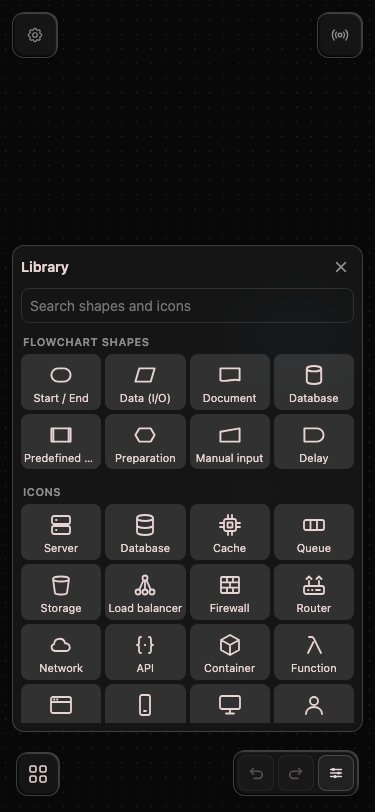 Library
Search shapes and icons
FLOWCHART SHAPES
Start / End
Data (I/O)
Document
Database
Predefined ...
Preparation
Manual input
Delay
ICONS
Server
Database
Cache
Queue
Storage
Load balancer
Firewall
Router
Network
API
Container
Function